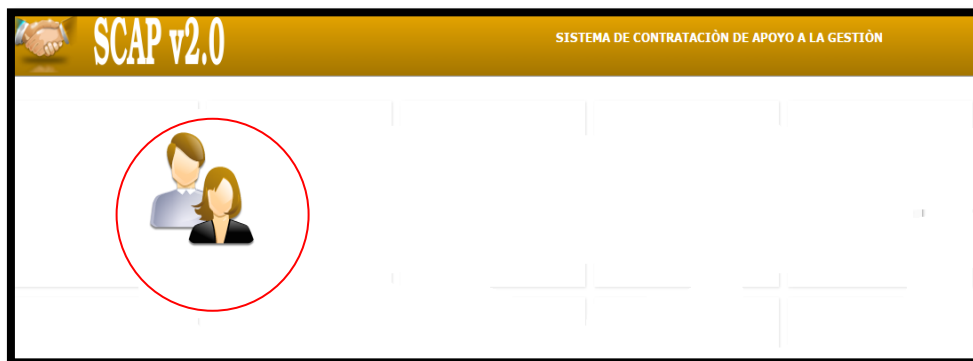 SCAP v2.0
SISTEMA DE CONTRATACIÒN DE APOYO A LA GESTIÒN